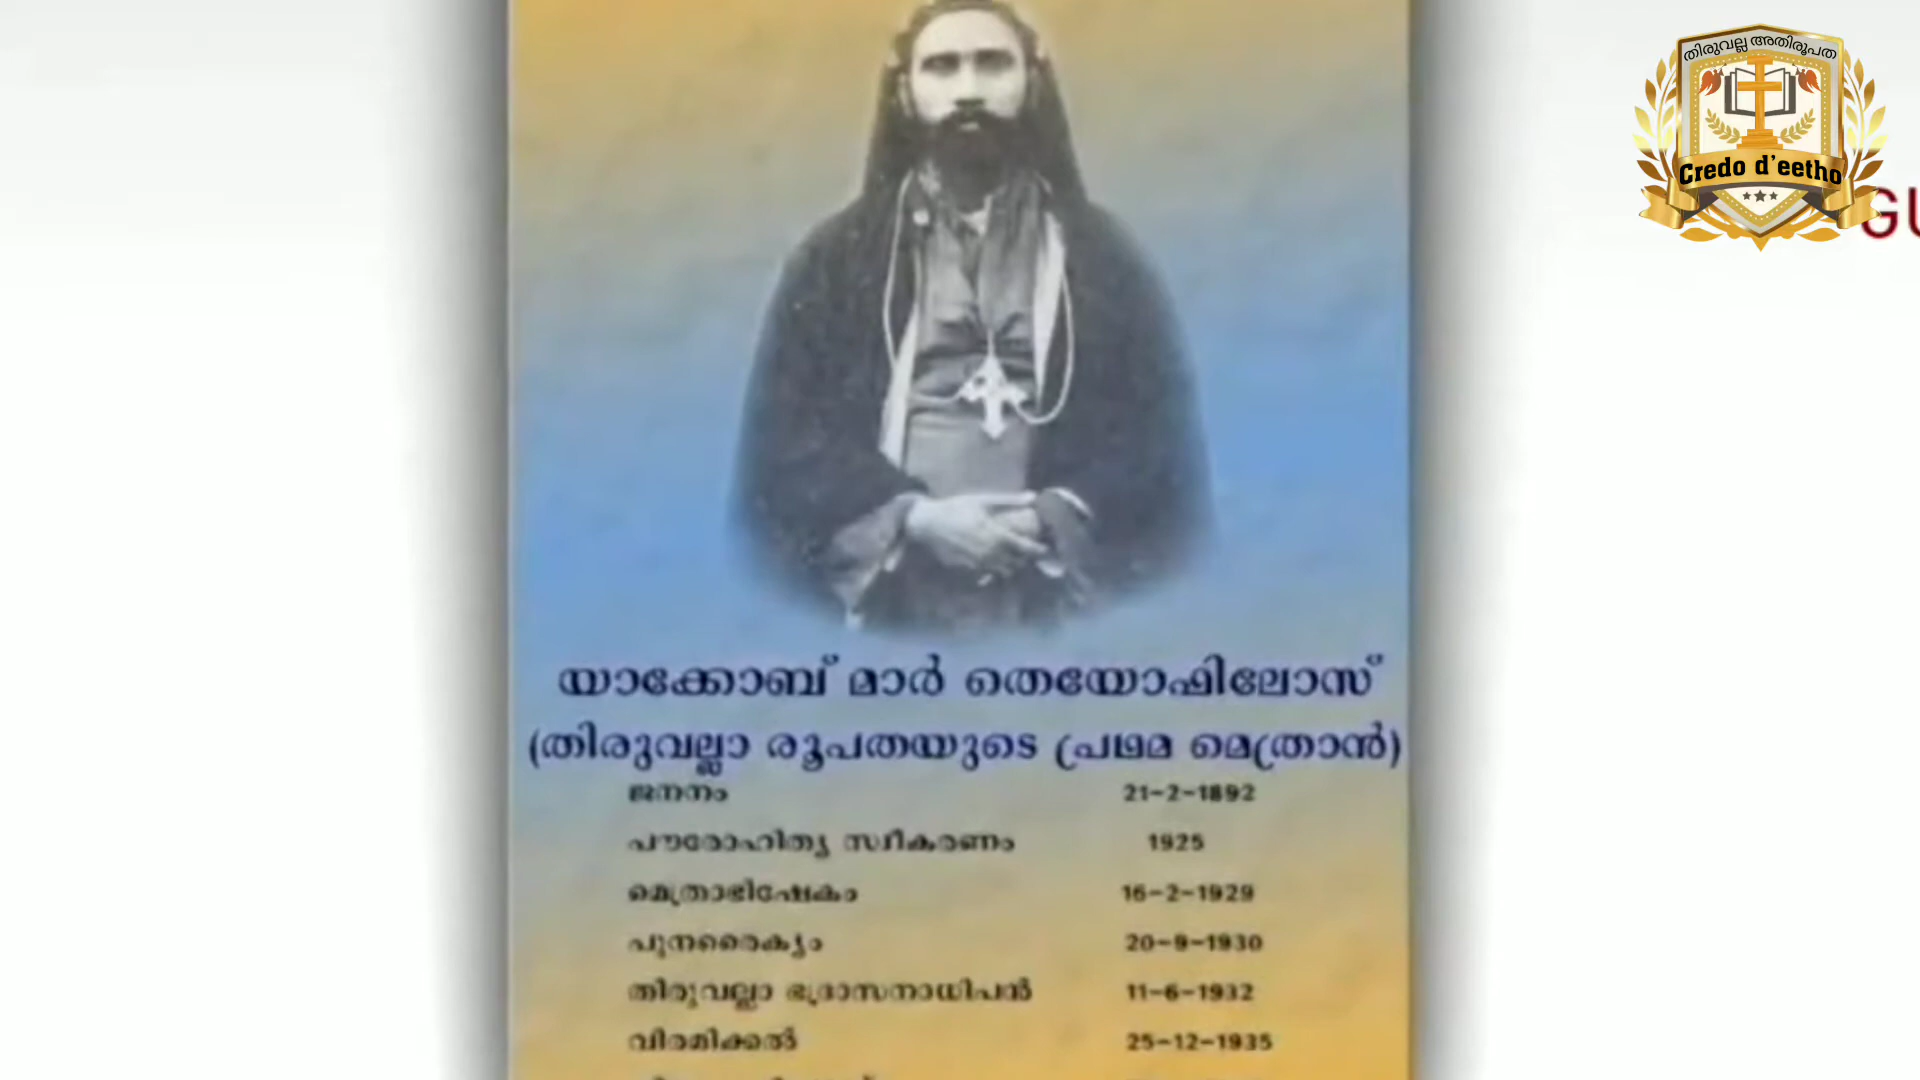 തിരുവല്ല അതിരൂപത
Credo d'eetho
GU
യാക്കോബ് മാർ തെയോഫിലോസ്
(തിരുവല്ലാ രൂപതയുടെ പ്രഥമ മെത്രാൻ)
ജനനം 21-2-1892
പൗരോഹിത്യ സ്വീകരണം 1925
മെത്രാഭിഷേകം 16-2-1929
പുനരൈക്യം 20-9-1930
തിരുവല്ലാ ഭദ്രാസനാധിപൻ 11-6-1932
വിരമിക്കൽ 25-12-1935